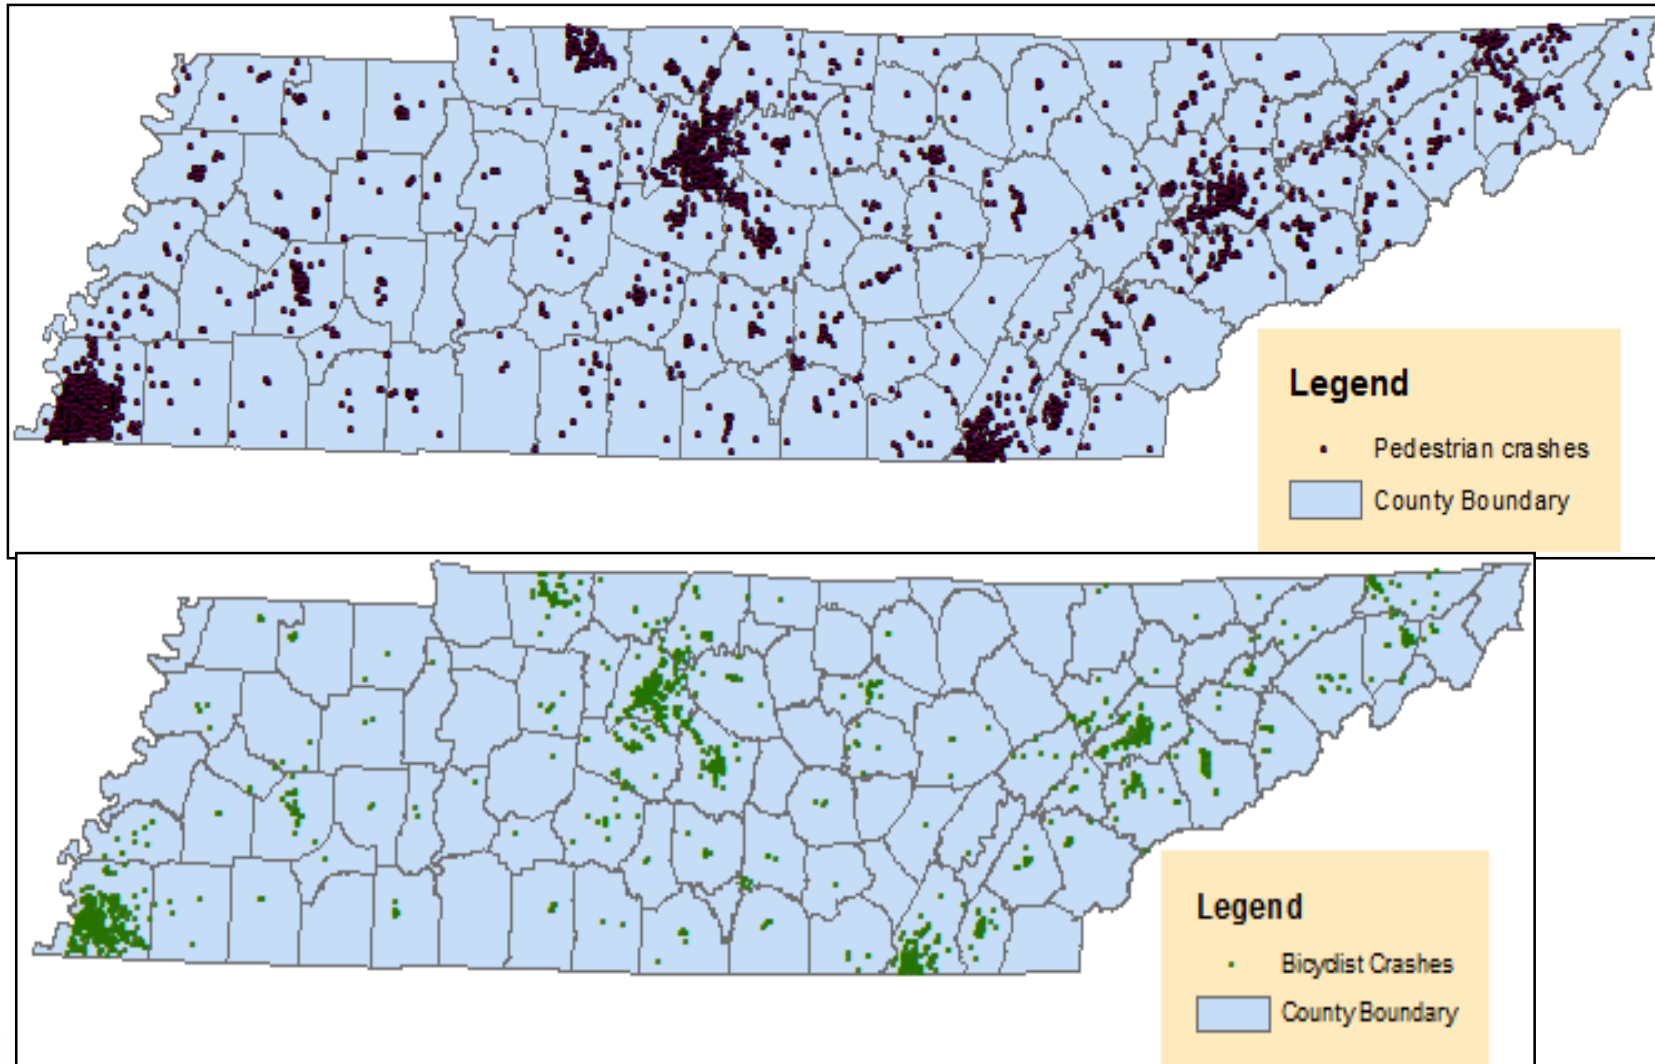 Legend
Pedestrian crashes
County Boundary
Legend
Bicyclist Crashes
County Boundary